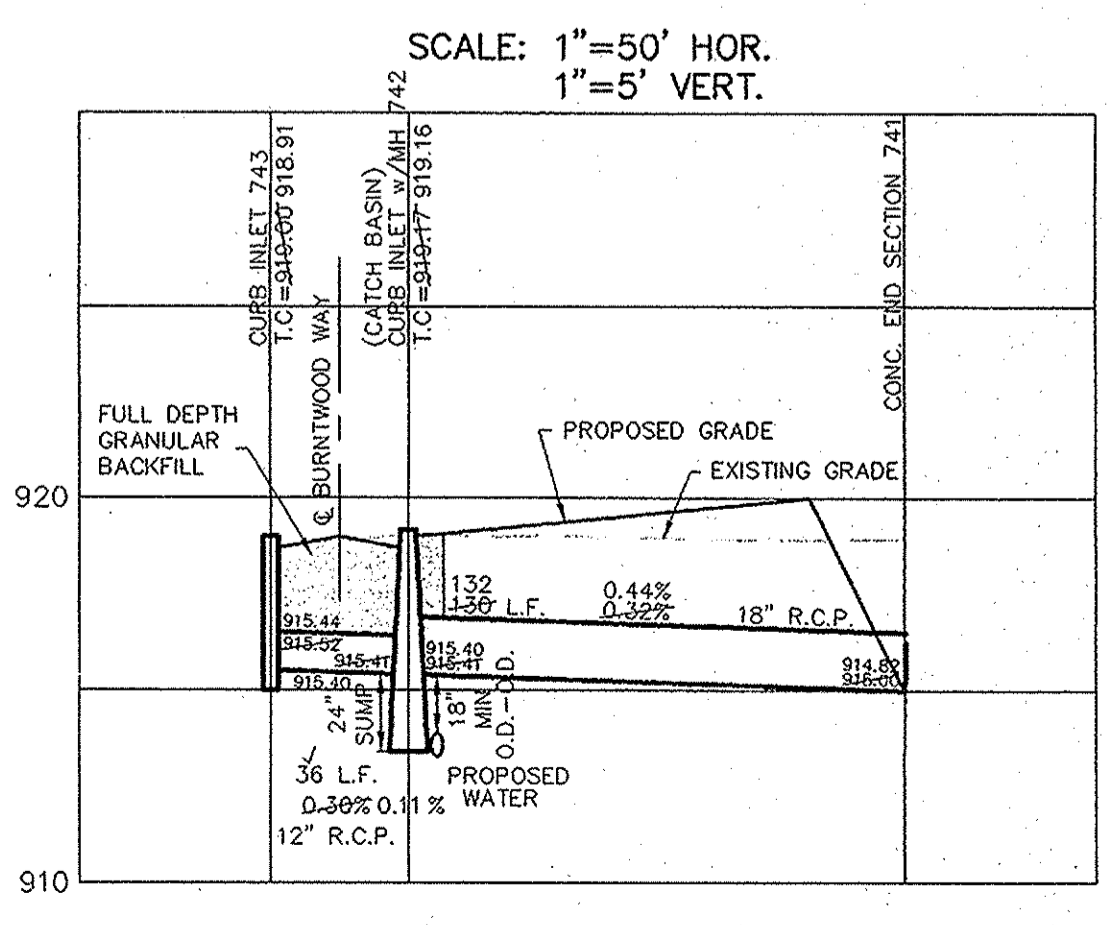 SCALE: 1"=50' HOR.
1"=5' VERT.
CURB INLET 743
T.C.=919.00 918.91
℄ BURNTWOOD WAY
(CATCH BASIN)
CURB INLET w/MH 742
T.C.=919.17 919.16
CONC. END SECTION 741
FULL DEPTH
GRANULAR
BACKFILL
PROPOSED GRADE
EXISTING GRADE
920
132
130 L.F.
0.44%
0.32%
18" R.C.P.
915.44
915.52
915.41
915.40
915.40
915.41
914.82
915.00
24"
SUMP
18"
MIN
O.D.-O.D.
36 L.F.
0.30% 0.11 %
12" R.C.P.
PROPOSED
WATER
910